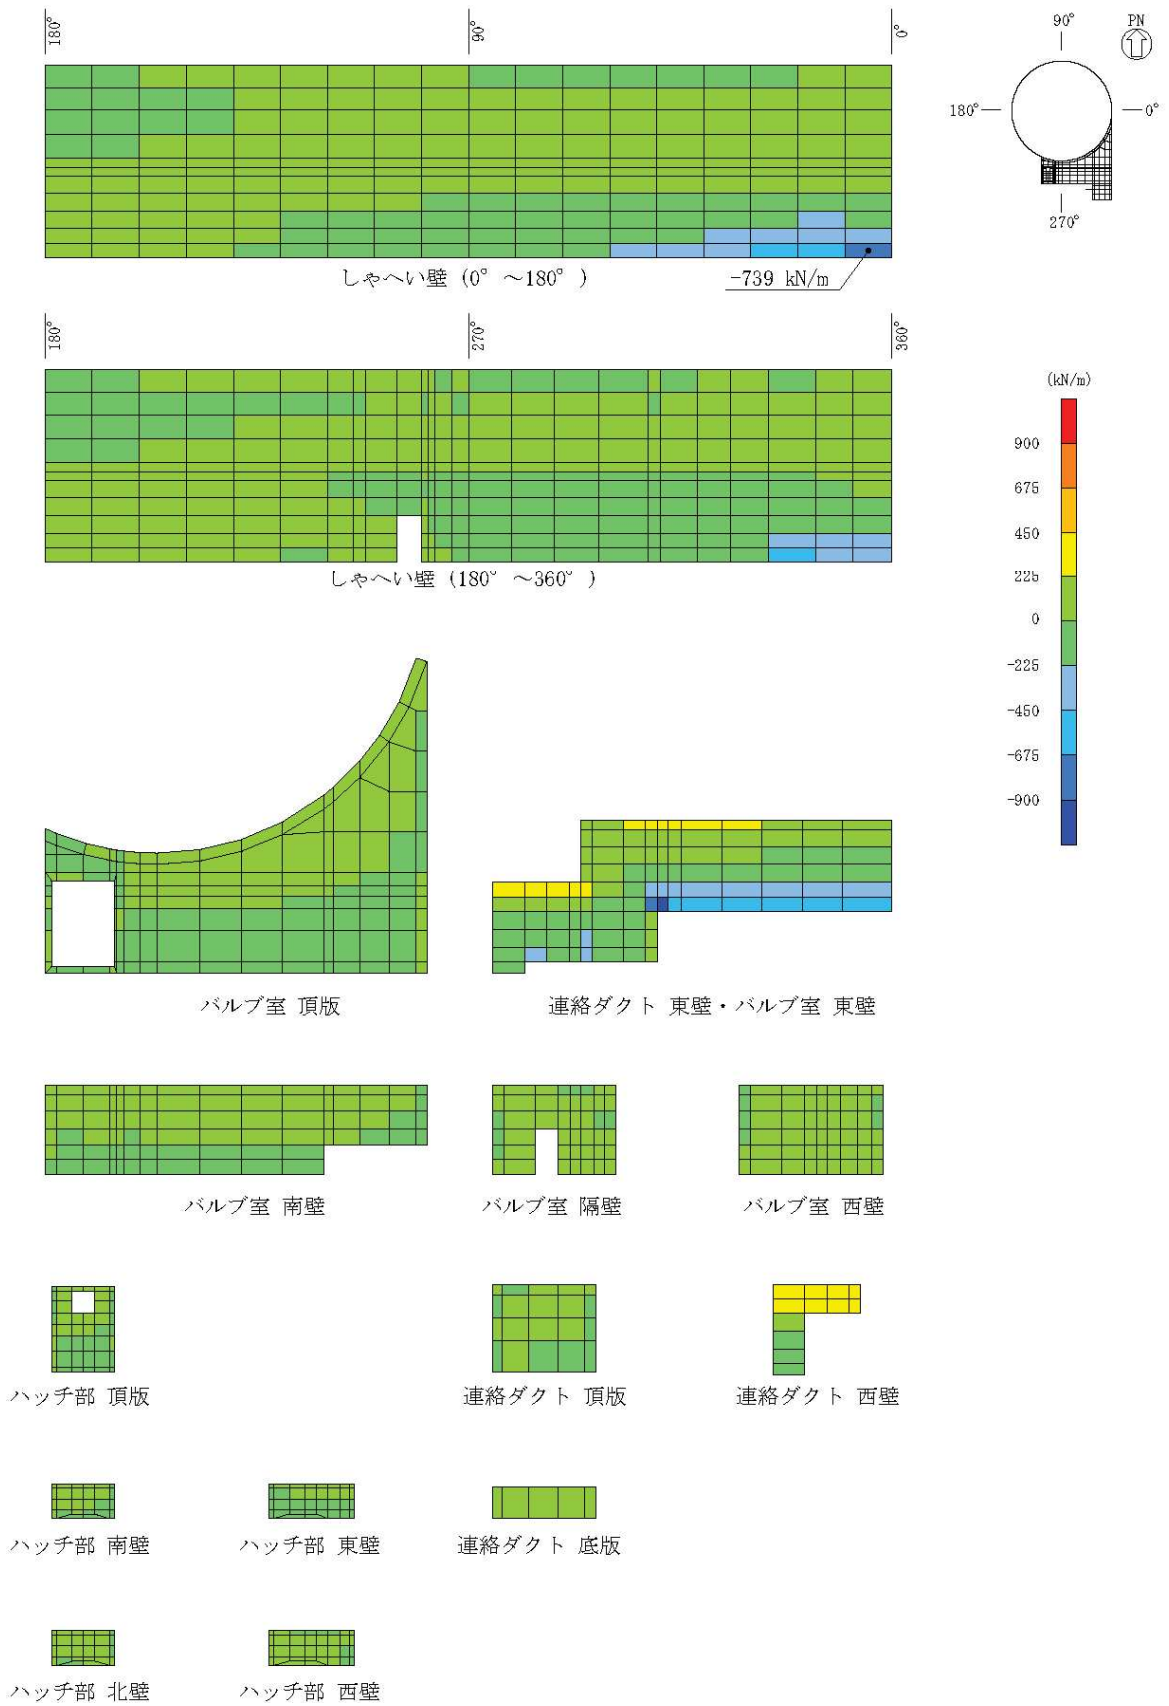 180°
90°
0°
90°
PN
180°
0°
270°
しゃへい壁 (0° ～180° )
-739 kN/m
180°
270°
360°
(kN/m)
900
675
450
225
0
-225
-450
-675
-900
しゃへい壁 (180° ～360° )
バルブ室 頂版
連絡ダクト 東壁・バルブ室 東壁
バルブ室 南壁
バルブ室 隔壁
バルブ室 西壁
ハッチ部 頂版
連絡ダクト 頂版
連絡ダクト 西壁
ハッチ部 南壁
ハッチ部 東壁
連絡ダクト 底版
ハッチ部 北壁
ハッチ部 西壁